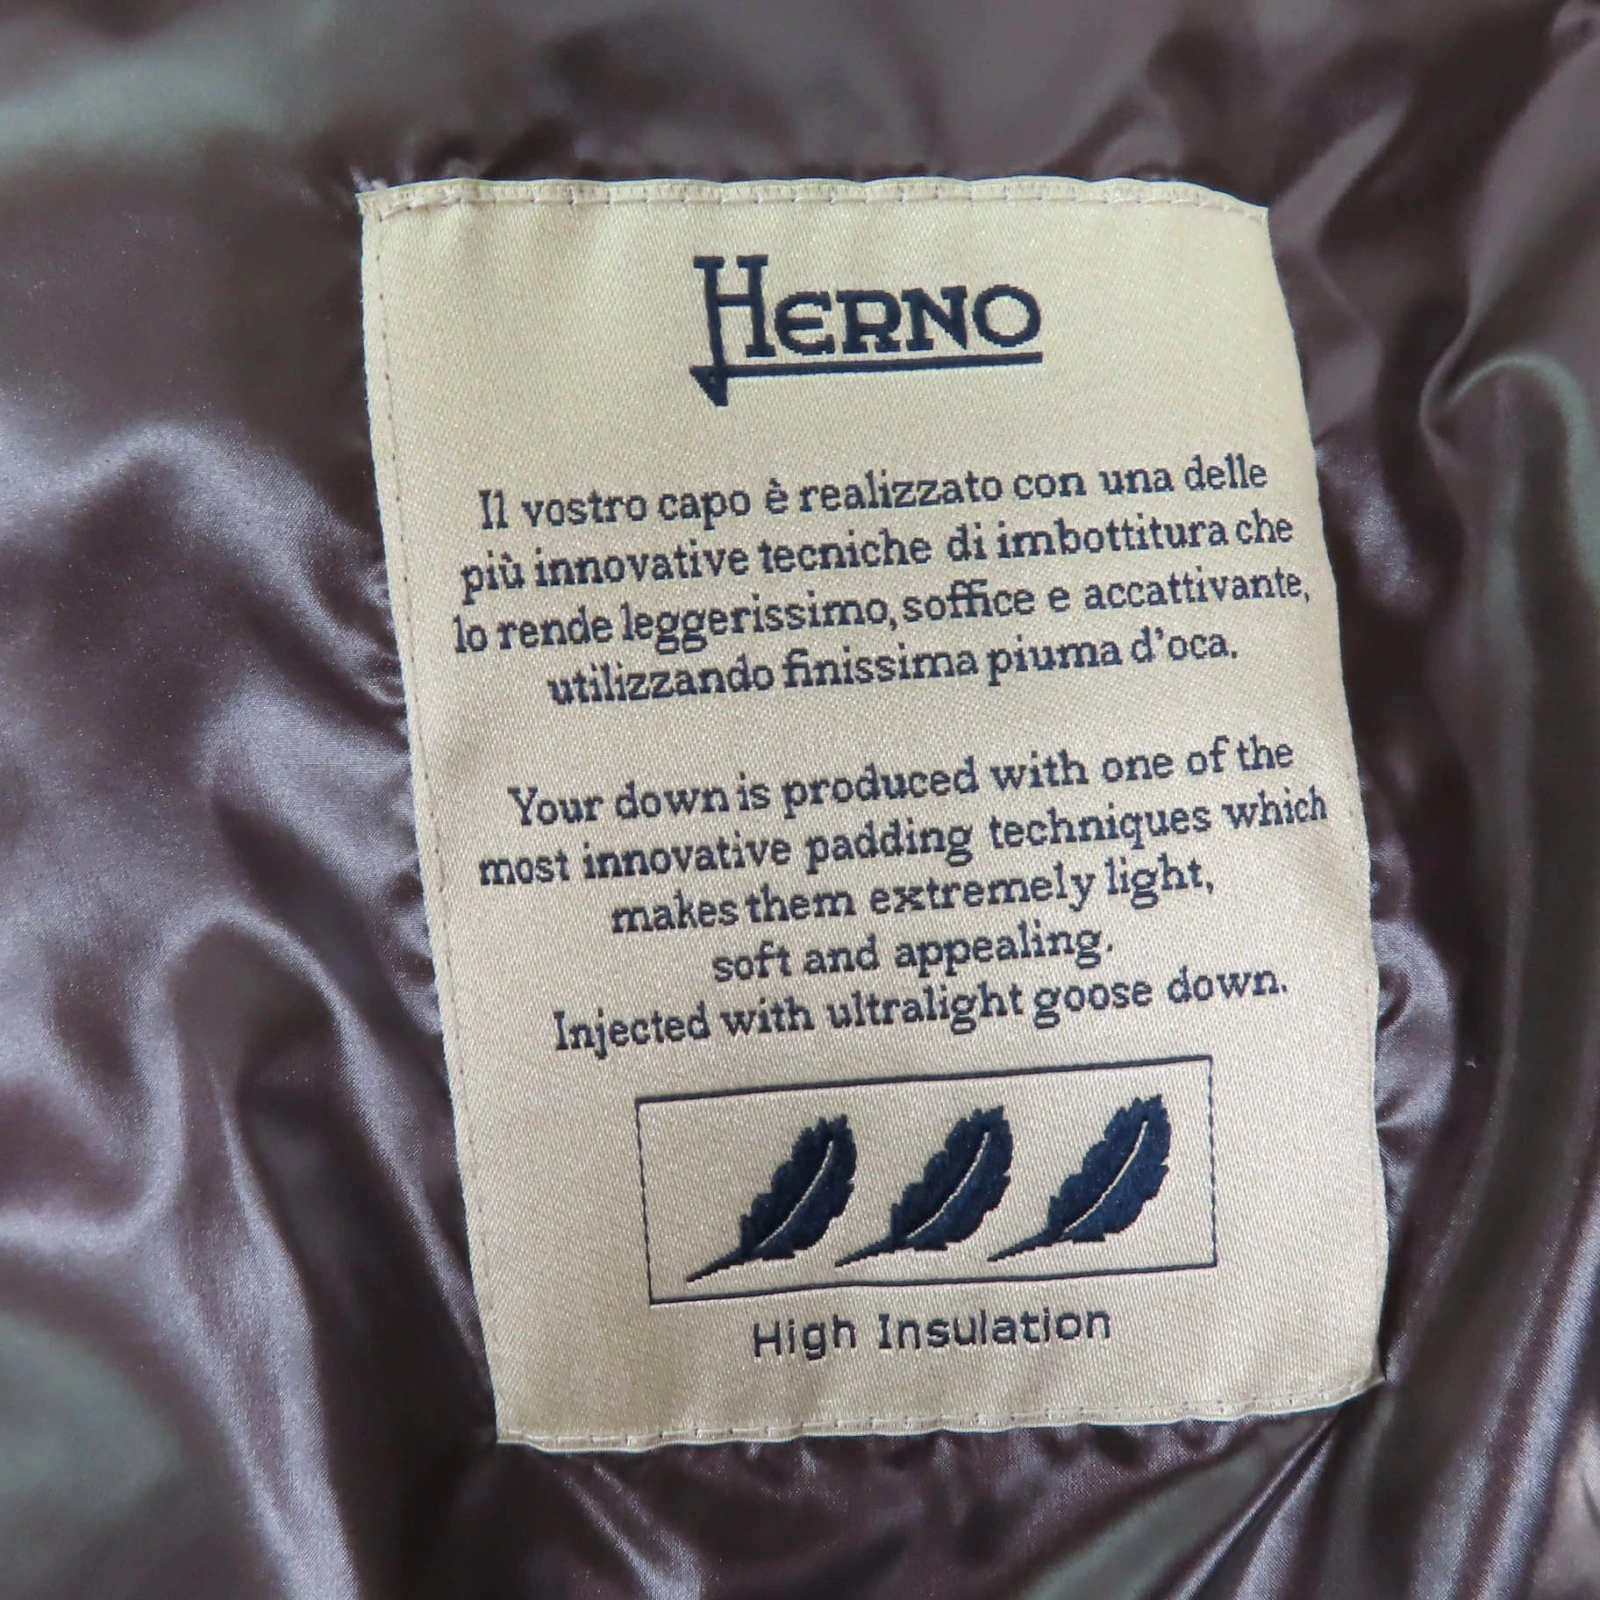 HERNO
Il vostro capo è realizzato con una delle
più innovative tecniche di imbottitura che
lo rende leggerissimo, soffice e accattivante,
utilizzando finissima piuma d'oca.
Your down is produced with one of the
most innovative padding techniques which
makes them extremely light,
soft and appealing.
Injected with ultralight goose down.
High Insulation